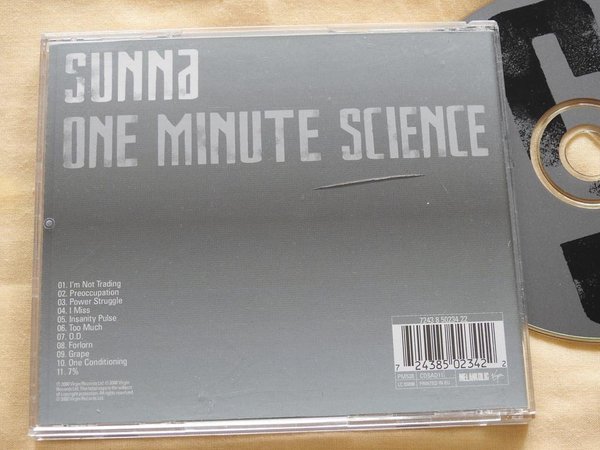 SUNNA
ONE MINUTE SCIENCE
01. I'm Not Trading
02. Preoccupation
03. Power Struggle
04. I Miss
05. Insanity Pulse
06. Too Much
07. O.D.
08. Forlorn
09. Grape
10. One Conditioning
11. 7%
7243 8 50234 22
7 24385 02342 2
MELANKOLIC
PRINTED IN EU